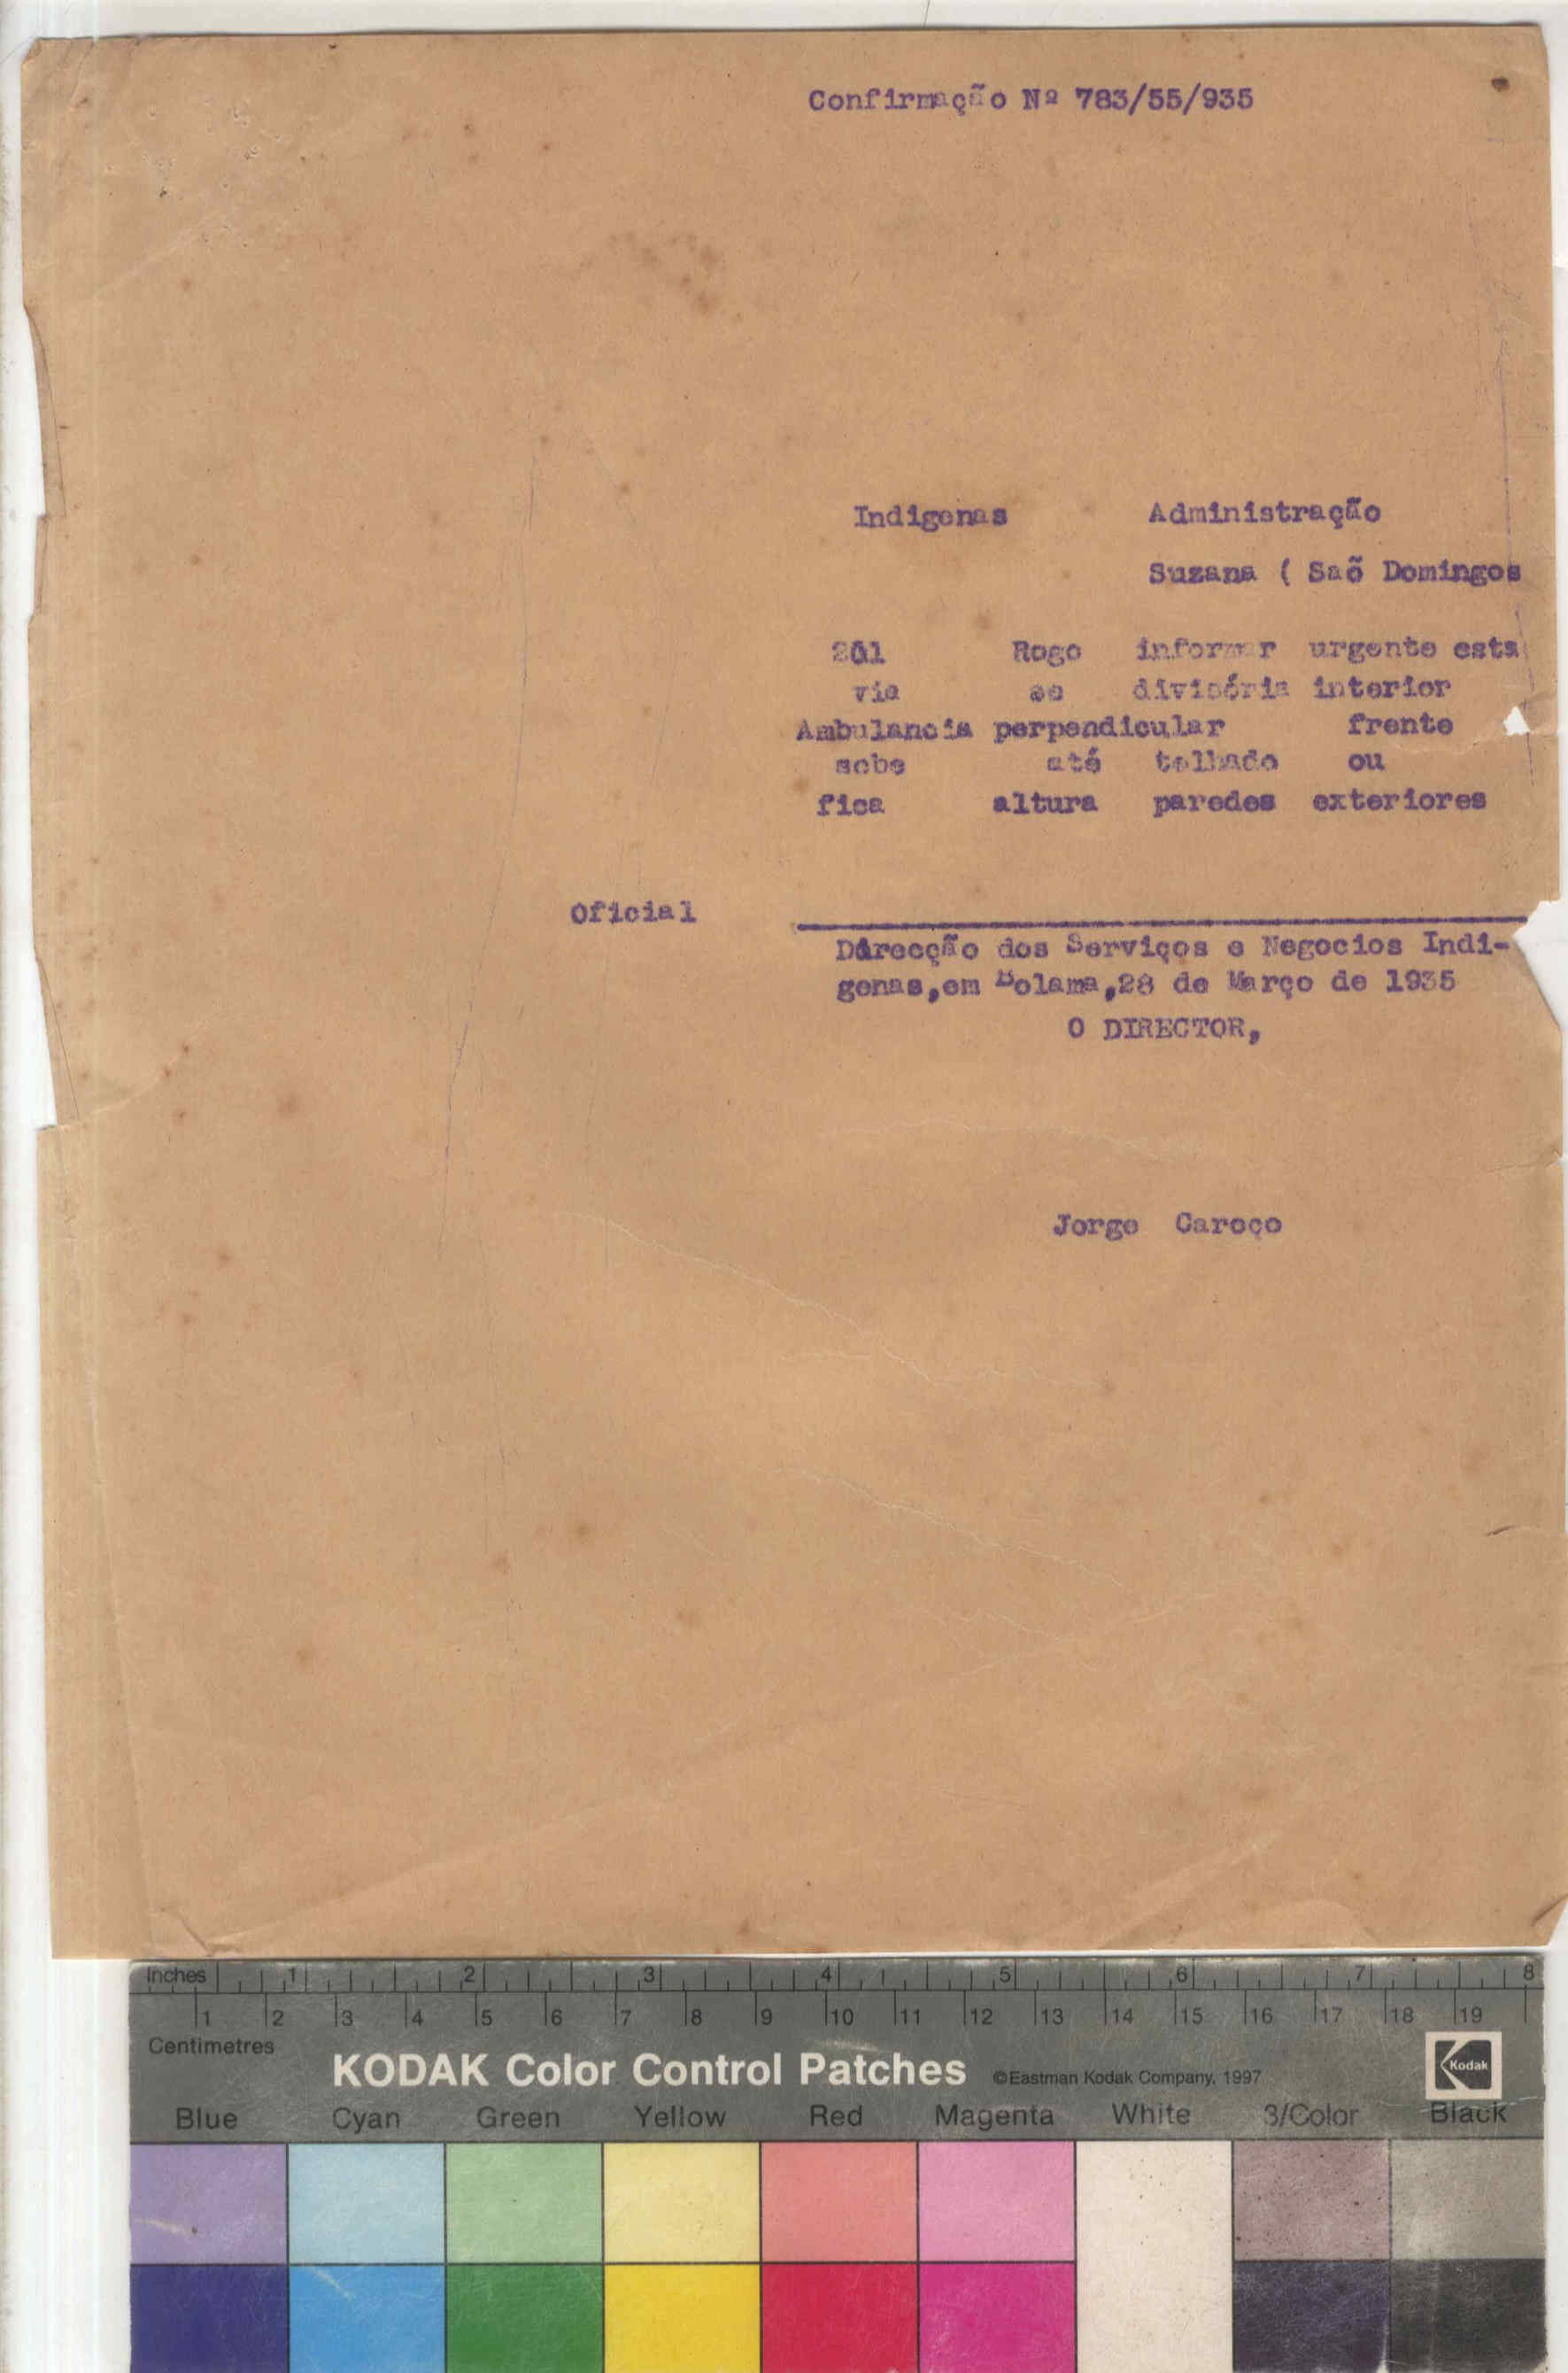 Confirmação Nº 783/55/935
Indigenas Administração
Suzana ( Saõ Domingos
Rogo informar urgente esta
via se divisória interior
Ambulancia perpendicular frente
sobe até telhado ou
fica altura paredes exteriores
Oficial
Direcção dos Serviços e Negocios Indi-
genas,em Bolama,28 de Março de 1935
O DIRECTOR,
Jorge Caroço
Inches 1 2 3 4 5 6 7 8
1 2 3 4 5 6 7 8 9 10 11 12 13 14 15 16 17 18 19
Centimetres
KODAK Color Control Patches ©Eastman Kodak Company, 1997 Kodak
Blue Cyan Green Yellow Red Magenta White 3/Color Black